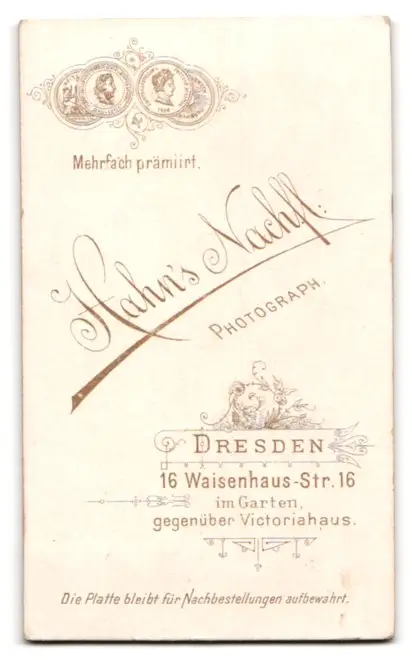 Mehrfach prämiirt.
Hahn's Nachfl:
PHOTOGRAPH.
DRESDEN
16 Waisenhaus-Str. 16
im Garten,
gegenüber Victoriahaus.
Die Platte bleibt für Nachbestellungen aufbewahrt.